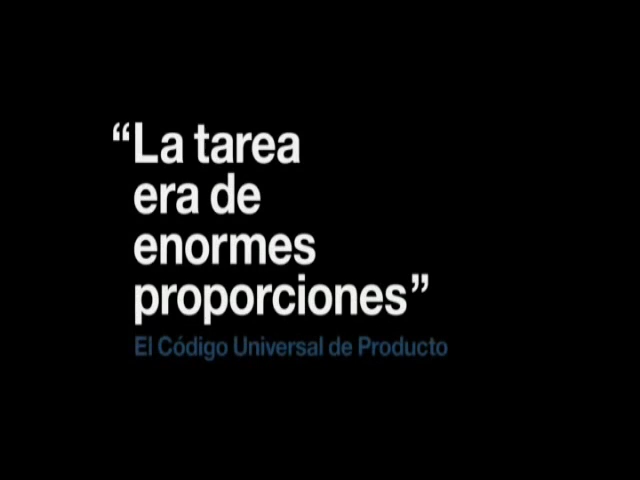 “La tarea
era de
enormes
proporciones”
El Código Universal de Producto